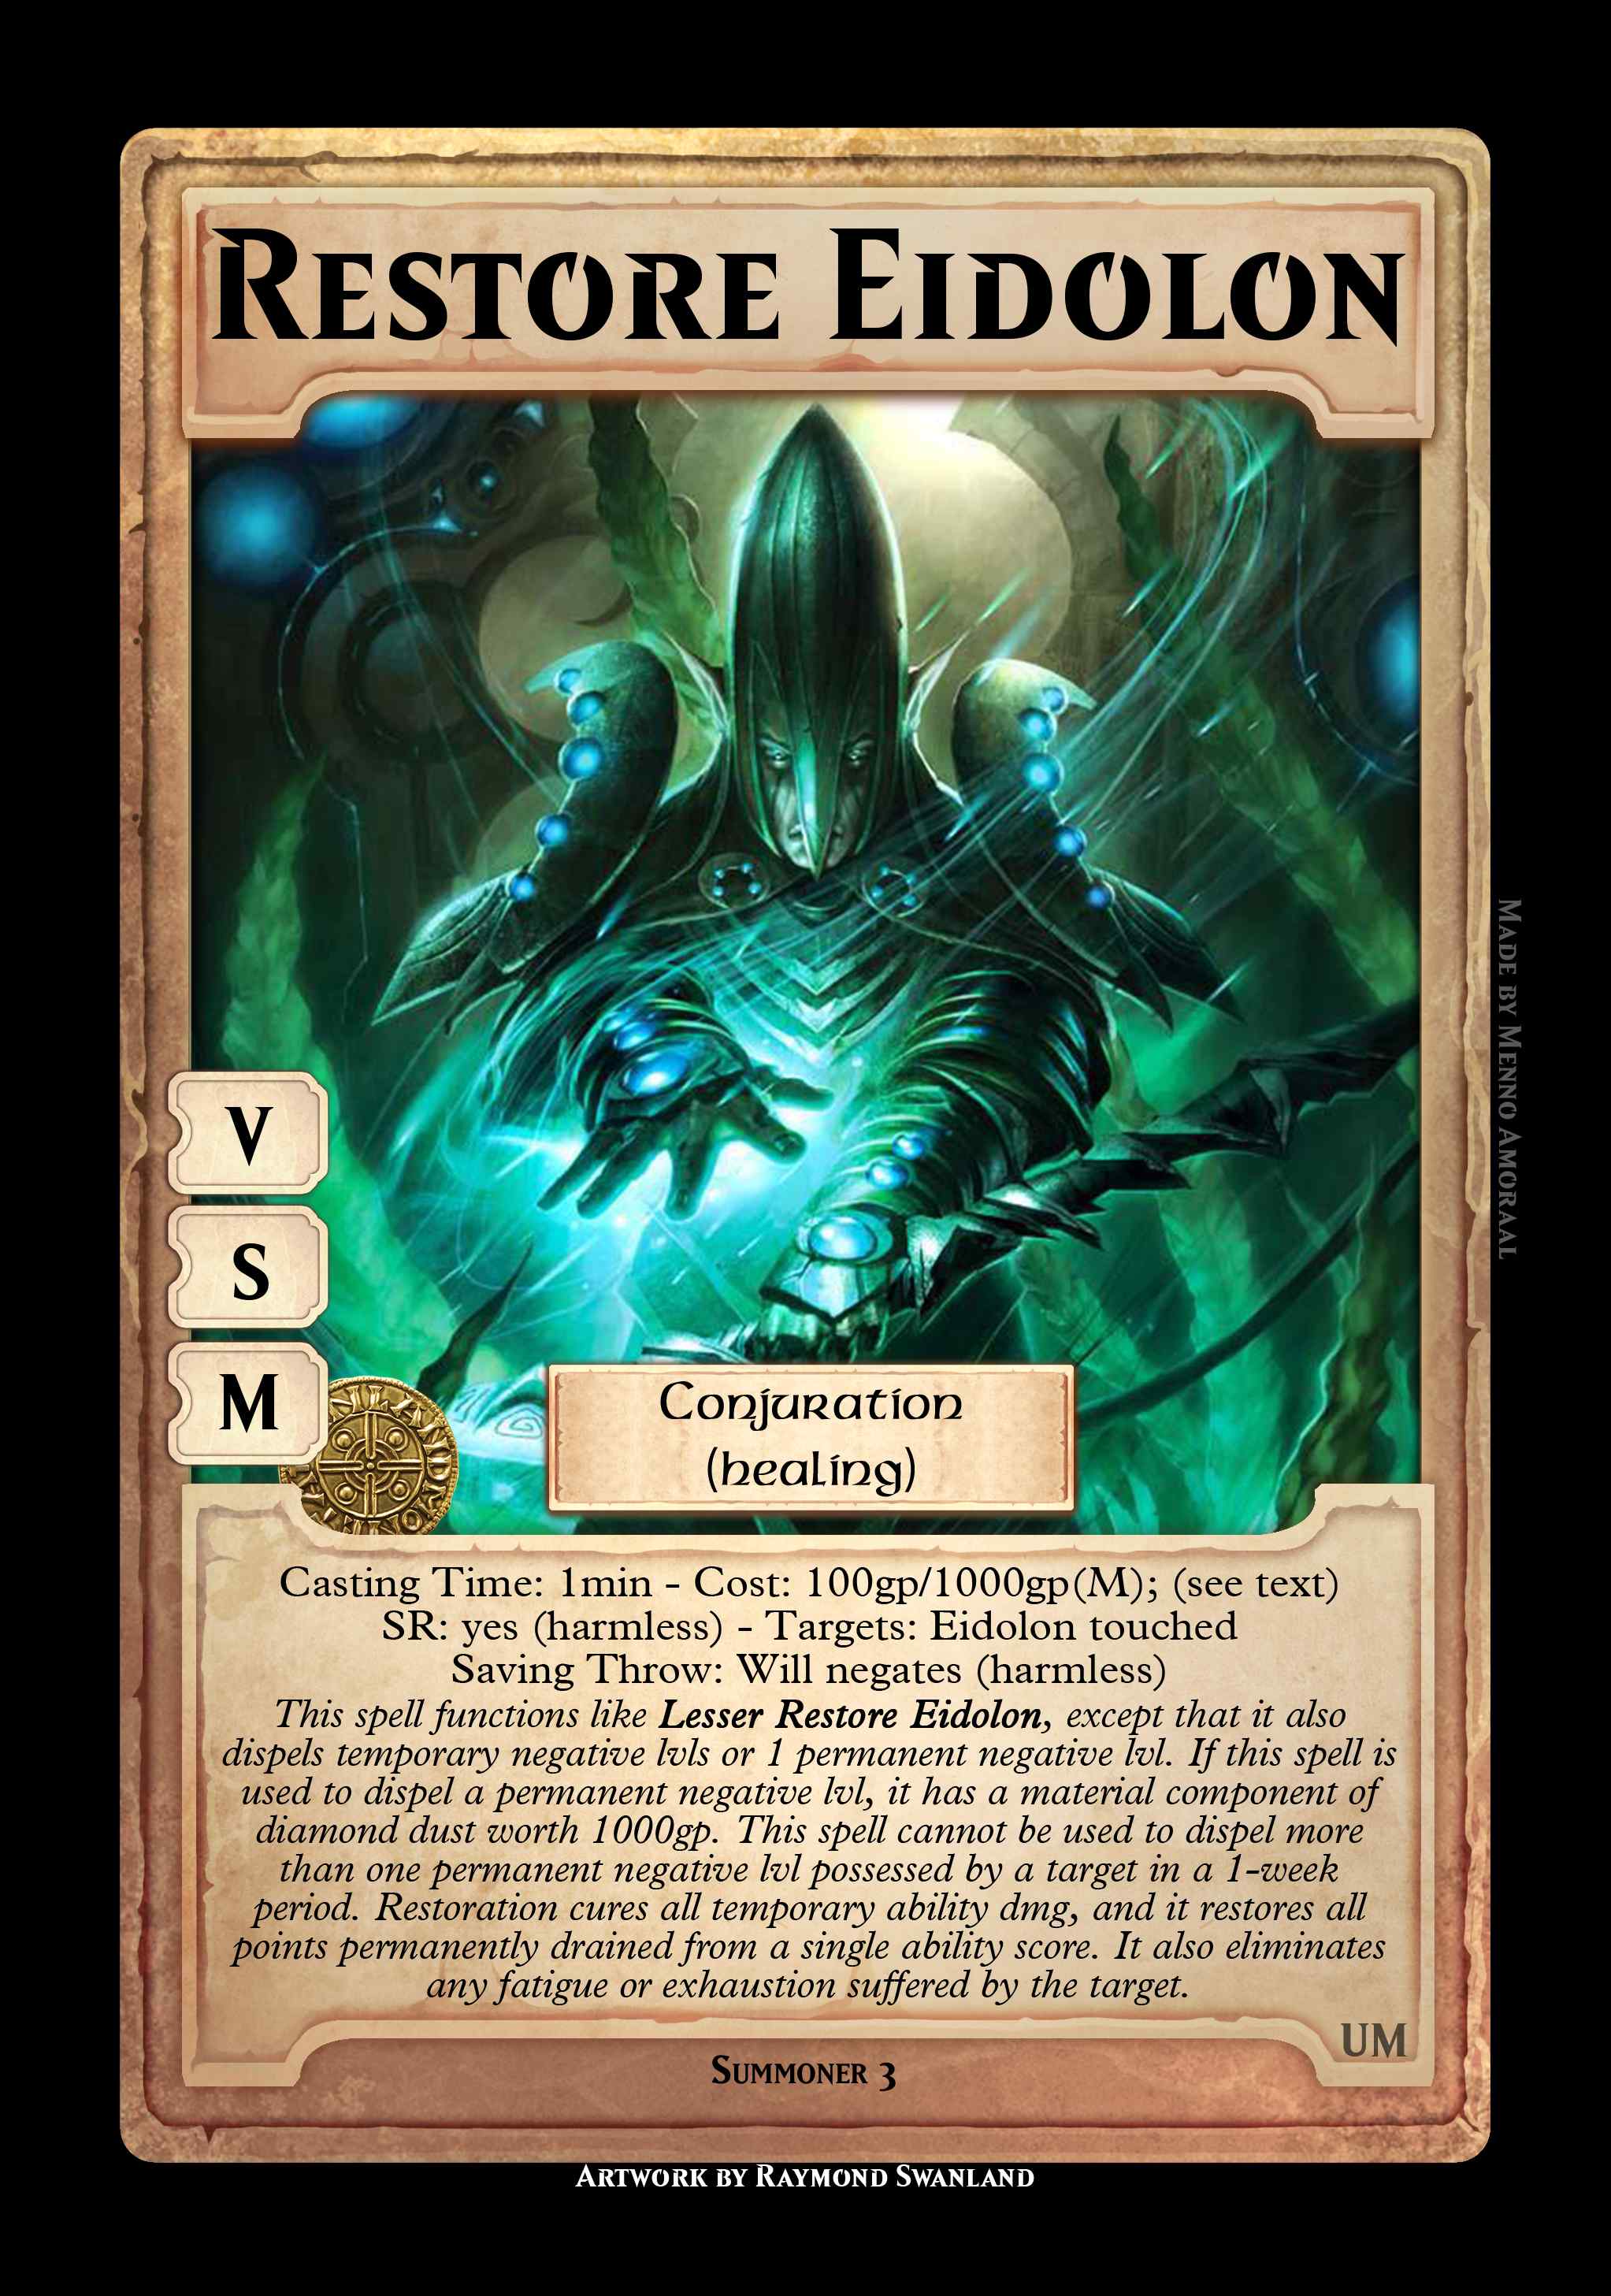 Restore Eidolon
V
S
M
Conjuration
(healing)
Casting Time: 1min - Cost: 100gp/1000gp(M); (see text)
SR: yes (harmless) - Targets: Eidolon touched
Saving Throw: Will negates (harmless)
This spell functions like Lesser Restore Eidolon, except that it also
dispels temporary negative lvls or 1 permanent negative lvl. If this spell is
used to dispel a permanent negative lvl, it has a material component of
diamond dust worth 1000gp. This spell cannot be used to dispel more
than one permanent negative lvl possessed by a target in a 1-week
period. Restoration cures all temporary ability dmg, and it restores all
points permanently drained from a single ability score. It also eliminates
any fatigue or exhaustion suffered by the target.
UM
Summoner 3
Artwork by Raymond Swanland
Made by Menno Amoraal